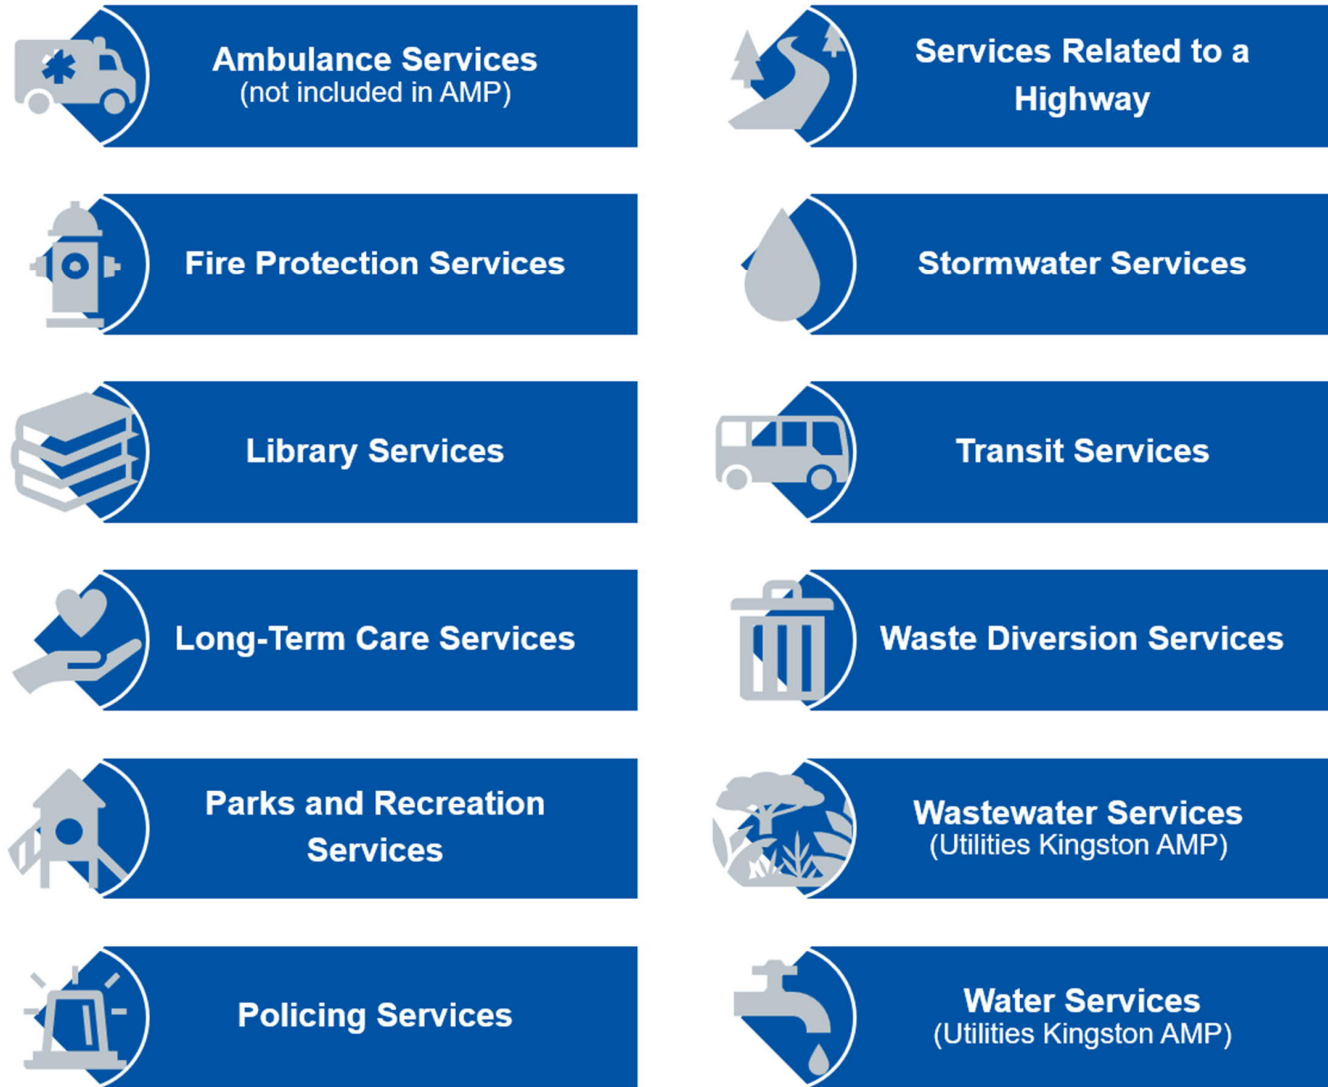 Ambulance Services
(not included in AMP)
Fire Protection Services
Library Services
Long-Term Care Services
Parks and Recreation
Services
Policing Services
Services Related to a
Highway
Stormwater Services
Transit Services
Waste Diversion Services
Wastewater Services
(Utilities Kingston AMP)
Water Services
(Utilities Kingston AMP)